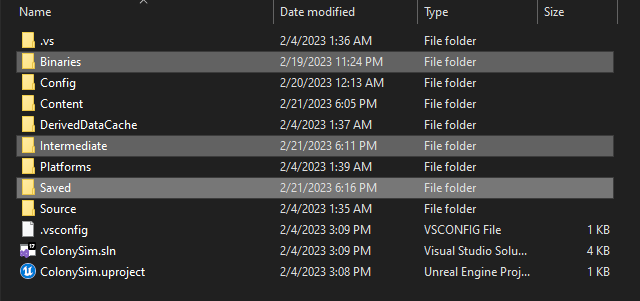 Name Date modified Type Size
.vs 2/4/2023 1:36 AM File folder
Binaries 2/19/2023 11:24 PM File folder
Config 2/20/2023 12:13 AM File folder
Content 2/21/2023 6:05 PM File folder
DerivedDataCache 2/4/2023 1:37 AM File folder
Intermediate 2/21/2023 6:11 PM File folder
Platforms 2/4/2023 1:39 AM File folder
Saved 2/21/2023 6:16 PM File folder
Source 2/4/2023 1:35 AM File folder
.vsconfig 2/4/2023 3:09 PM VSCONFIG File 1 KB
ColonySim.sln 2/4/2023 3:09 PM Visual Studio Solu... 4 KB
ColonySim.uproject 2/4/2023 3:08 PM Unreal Engine Proj... 1 KB